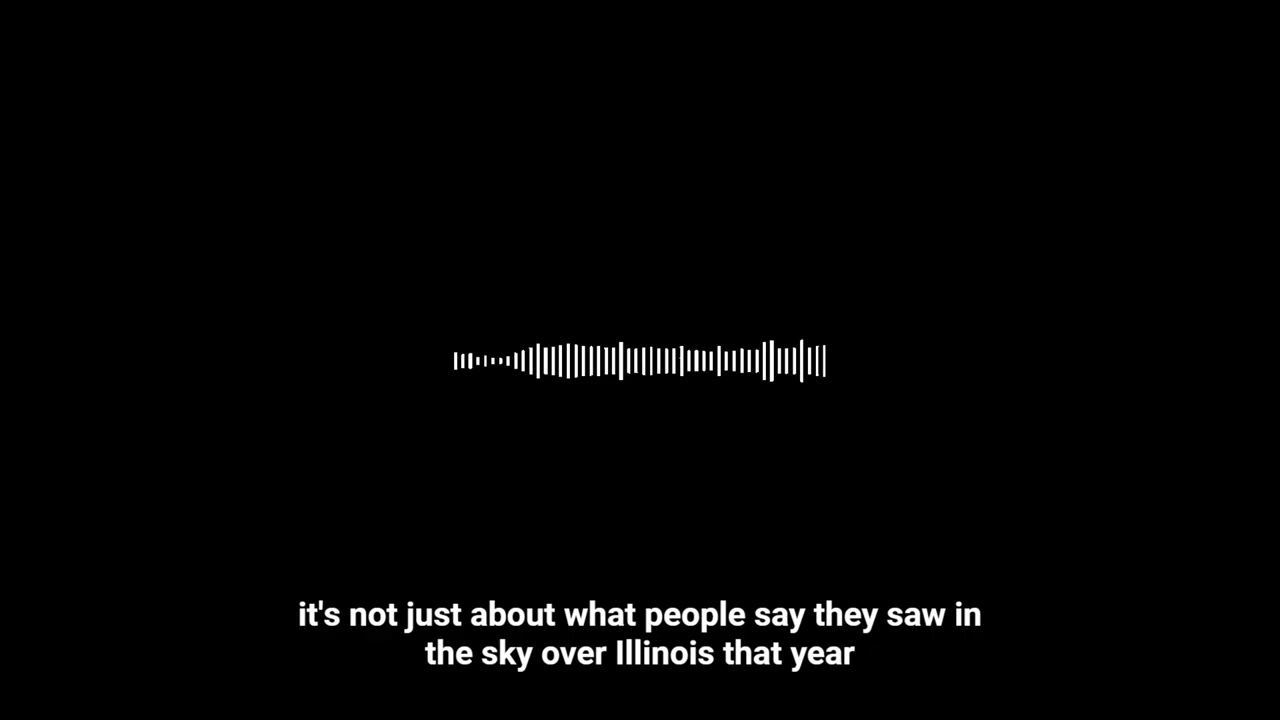 it's not just about what people say they saw in
the sky over Illinois that year